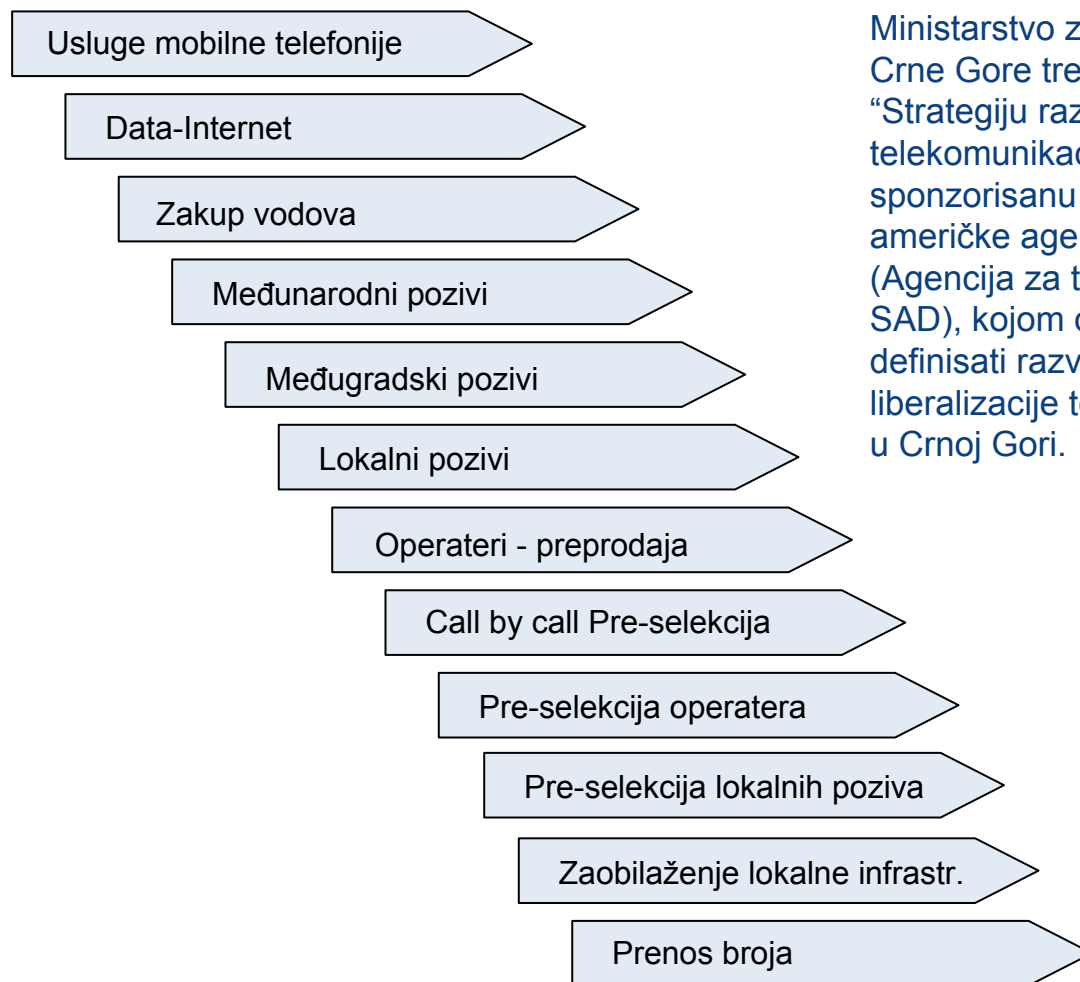 Usluge mobilne telefonije
Data-Internet
Zakup vodova
Međunarodni pozivi
Međugradski pozivi
Lokalni pozivi
Operateri - preprodaja
Call by call Pre-selekcija
Pre-selekcija operatera
Pre-selekcija lokalnih poziva
Zaobilaženje lokalne infrastr.
Prenos broja
Ministarstvo
Crne Gore
“Strategiju
sponzorisanu
američke
(Agencija za
SAD), kojom
definisati
liberalizacije
u Crnoj Gori.